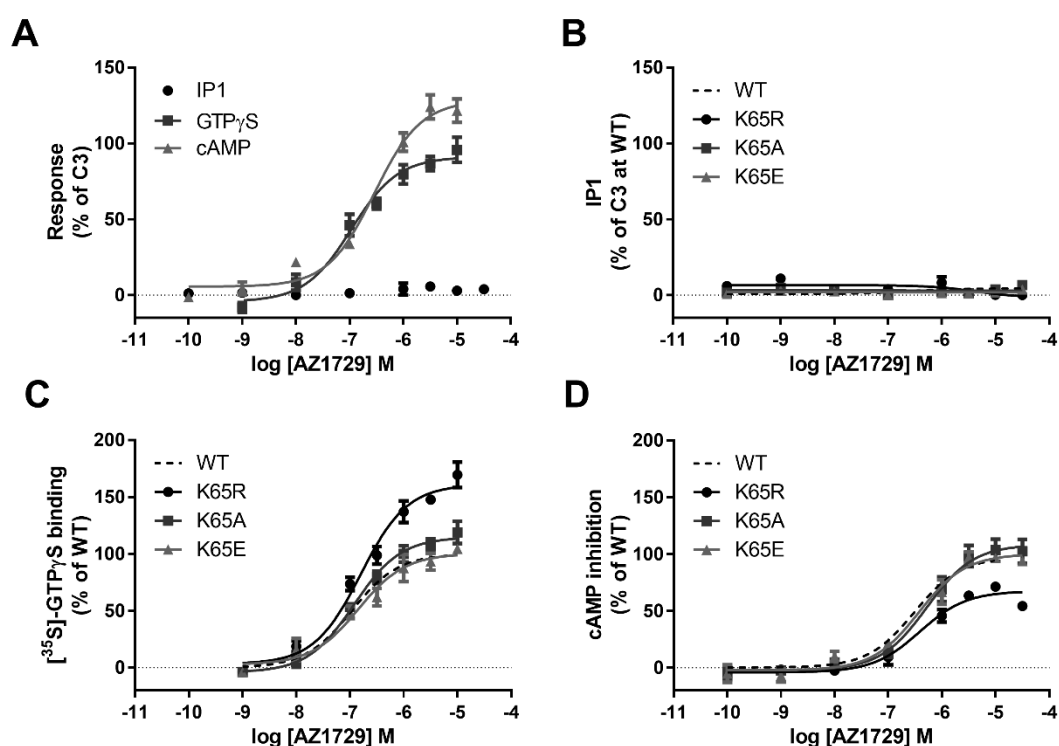 A
Response
(% of C3)
150
100
50
0
IP1
GTPγS
cAMP
-11 -10 -9 -8 -7 -6 -5 -4
log [AZ1729] M
B
IP1
(% of C3 at WT)
150
100
50
0
WT
K65R
K65A
K65E
-11 -10 -9 -8 -7 -6 -5 -4
log [AZ1729] M
C
[³⁵S]-GTPγS binding
(% of WT)
200
150
100
50
0
WT
K65R
K65A
K65E
-11 -10 -9 -8 -7 -6 -5 -4
log [AZ1729] M
D
cAMP inhibition
(% of WT)
200
150
100
50
0
WT
K65R
K65A
K65E
-11 -10 -9 -8 -7 -6 -5 -4
log [AZ1729] M